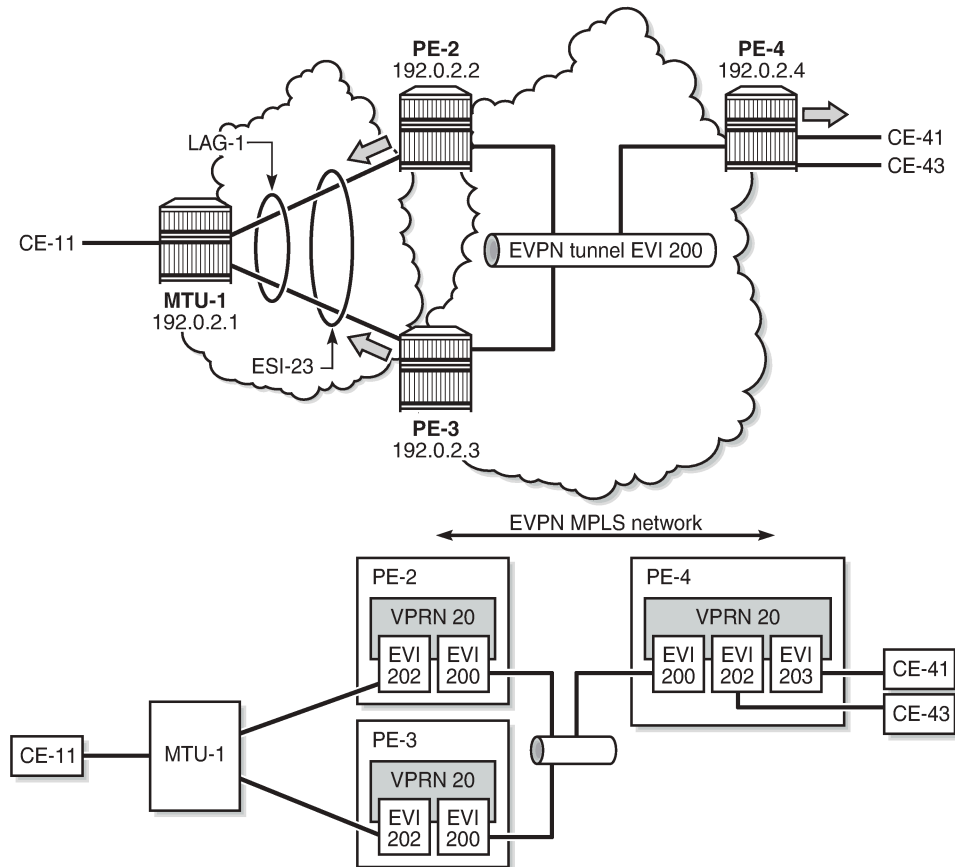 PE-2
192.0.2.2
PE-4
192.0.2.4
LAG-1
CE-41
CE-43
CE-11
EVPN tunnel EVI 200
MTU-1
192.0.2.1
ESI-23
PE-3
192.0.2.3
EVPN MPLS network
PE-2
VPRN 20
EVI
202
EVI
200
PE-4
VPRN 20
EVI
200
EVI
202
EVI
203
CE-41
CE-43
CE-11
MTU-1
PE-3
VPRN 20
EVI
202
EVI
200